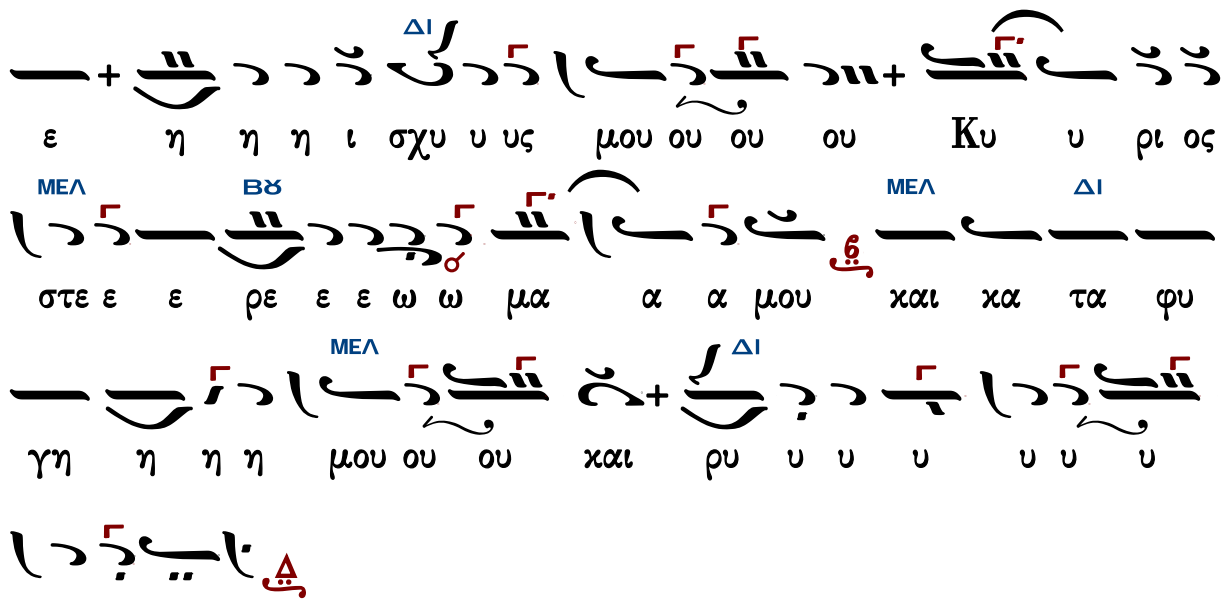 ΔΙ
ε η η η ι σχυ υ υς μου ου ου ου Κυ υ ρι ος
ΜΕΛ Βȣ ΜΕΛ ΔΙ
στε ε ε ρε ε ε ω ω μα α α μου και κα τα φυ
ΜΕΛ ΔΙ
γη η η η μου ου ου και ρυ υ υ υ υ υ υ
Δ